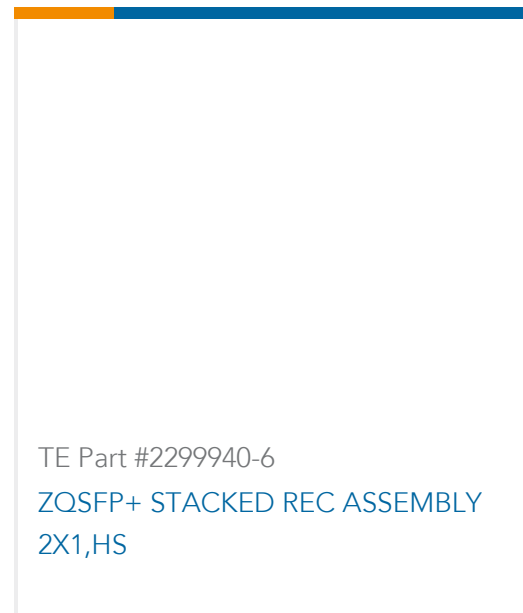 TE Part #2299940-6
ZQSFP+ STACKED REC ASSEMBLY
2X1,HS